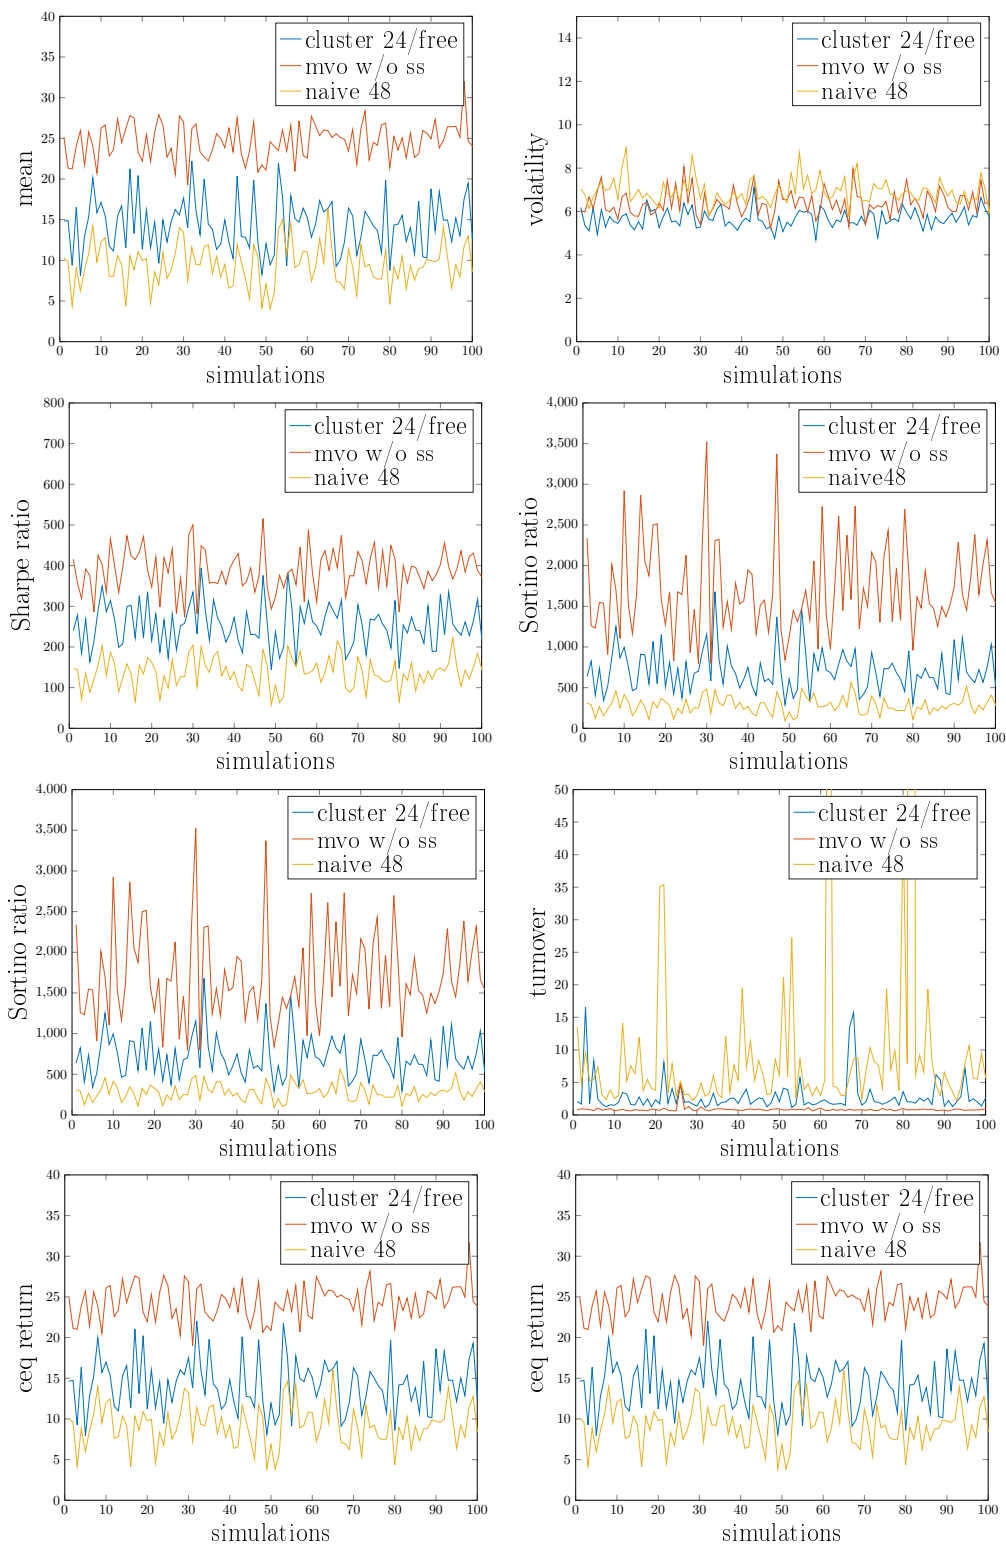 40
35
30
25
20
15
10
5
0
mean
cluster 24/free
mvo w/o ss
naive 48
0 10 20 30 40 50 60 70 80 90 100
simulations
14
12
10
8
6
4
2
0
volatility
cluster 24/free
mvo w/o ss
naive 48
0 10 20 30 40 50 60 70 80 90 100
simulations
800
700
600
500
400
300
200
100
0
Sharpe ratio
cluster 24/free
mvo w/o ss
naive 48
0 10 20 30 40 50 60 70 80 90 100
simulations
4,000
3,500
3,000
2,500
2,000
1,500
1,000
500
0
Sortino ratio
cluster 24/free
mvo w/o ss
naive48
0 10 20 30 40 50 60 70 80 90 100
simulations
4,000
3,500
3,000
2,500
2,000
1,500
1,000
500
0
Sortino ratio
cluster 24/free
mvo w/o ss
naive 48
0 10 20 30 40 50 60 70 80 90 100
simulations
50
45
40
35
30
25
20
15
10
5
0
turnover
cluster 24/free
mvo w/o ss
naive 48
0 10 20 30 40 50 60 70 80 90 100
simulations
40
35
30
25
20
15
10
5
0
ceq return
cluster 24/free
mvo w/o ss
naive 48
0 10 20 30 40 50 60 70 80 90 100
simulations
40
35
30
25
20
15
10
5
0
ceq return
cluster 24/free
mvo w/o ss
naive 48
0 10 20 30 40 50 60 70 80 90 100
simulations